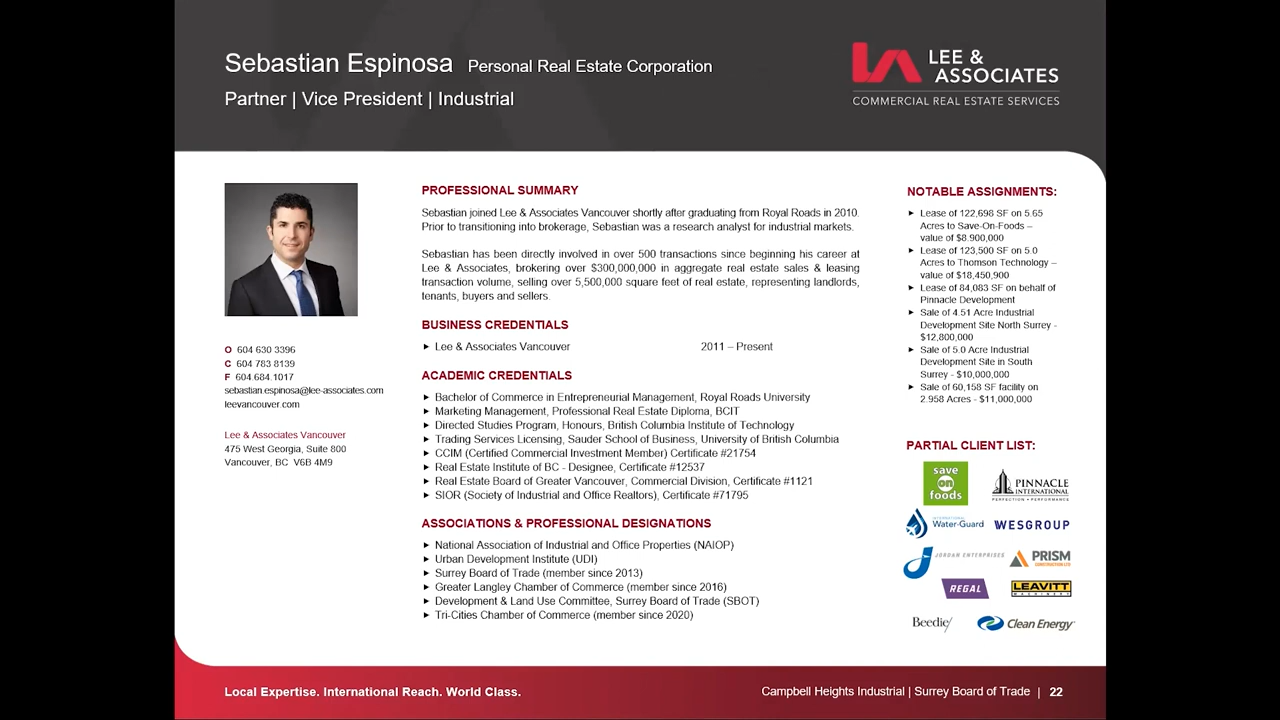 Sebastian Espinosa Personal Real Estate Corporation
Partner | Vice President | Industrial
LEE &
ASSOCIATES
COMMERCIAL REAL ESTATE SERVICES
O 604 630 3396
C 604 783 8139
F 604.684.1017
sebastian.espinosa@lee-associates.com
leevancouver.com
Lee & Associates Vancouver
475 West Georgia, Suite 800
Vancouver, BC V6B 4M9
PROFESSIONAL SUMMARY
Sebastian joined Lee & Associates Vancouver shortly after graduating from Royal Roads in 2010.
Prior to transitioning into brokerage, Sebastian was a research analyst for industrial markets.
Sebastian has been directly involved in over 500 transactions since beginning his career at
Lee & Associates, brokering over $300,000,000 in aggregate real estate sales & leasing
transaction volume, selling over 5,500,000 square feet of real estate, representing landlords,
tenants, buyers and sellers.
BUSINESS CREDENTIALS
► Lee & Associates Vancouver 2011 – Present
ACADEMIC CREDENTIALS
► Bachelor of Commerce in Entrepreneurial Management, Royal Roads University
► Marketing Management, Professional Real Estate Diploma, BCIT
► Directed Studies Program, Honours, British Columbia Institute of Technology
► Trading Services Licensing, Sauder School of Business, University of British Columbia
► CCIM (Certified Commercial Investment Member) Certificate #21754
► Real Estate Institute of BC - Designee, Certificate #12537
► Real Estate Board of Greater Vancouver, Commercial Division, Certificate #1121
► SIOR (Society of Industrial and Office Realtors), Certificate #71795
ASSOCIATIONS & PROFESSIONAL DESIGNATIONS
► National Association of Industrial and Office Properties (NAIOP)
► Urban Development Institute (UDI)
► Surrey Board of Trade (member since 2013)
► Greater Langley Chamber of Commerce (member since 2016)
► Development & Land Use Committee, Surrey Board of Trade (SBOT)
► Tri-Cities Chamber of Commerce (member since 2020)
NOTABLE ASSIGNMENTS:
► Lease of 122,698 SF on 5.65
Acres to Save-On-Foods –
value of $8.900,000
► Lease of 123,500 SF on 5.0
Acres to Thomson Technology –
value of $18,450,900
► Lease of 84,083 SF on behalf of
Pinnacle Development
► Sale of 4.51 Acre Industrial
Development Site North Surrey -
$12,800,000
► Sale of 5.0 Acre Industrial
Development Site in South
Surrey - $10,000,000
► Sale of 60,158 SF facility on
2.958 Acres - $11,000,000
PARTIAL CLIENT LIST:
save
on
foods
PINNACLE
INTERNATIONAL
PERFECTION • PERFORMANCE
INTERNATIONAL
Water-Guard
WESGROUP
JORDAN ENTERPRISES
PRISM
CONSTRUCTION LTD
REGAL
LEAVITT
MACHINERY
Beedie/
Clean Energy
Local Expertise. International Reach. World Class.
Campbell Heights Industrial | Surrey Board of Trade | 22